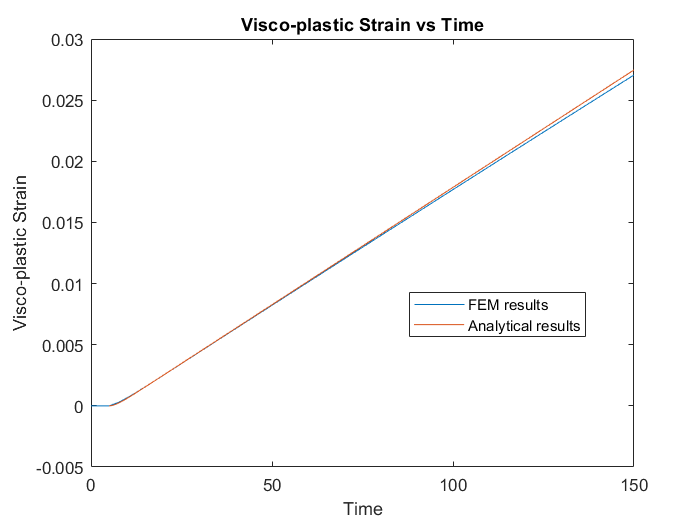 Visco-plastic Strain vs Time
0.03
0.025
0.02
0.015
0.01
0.005
0
-0.005
Visco-plastic Strain
FEM results
Analytical results
0
50
100
150
Time